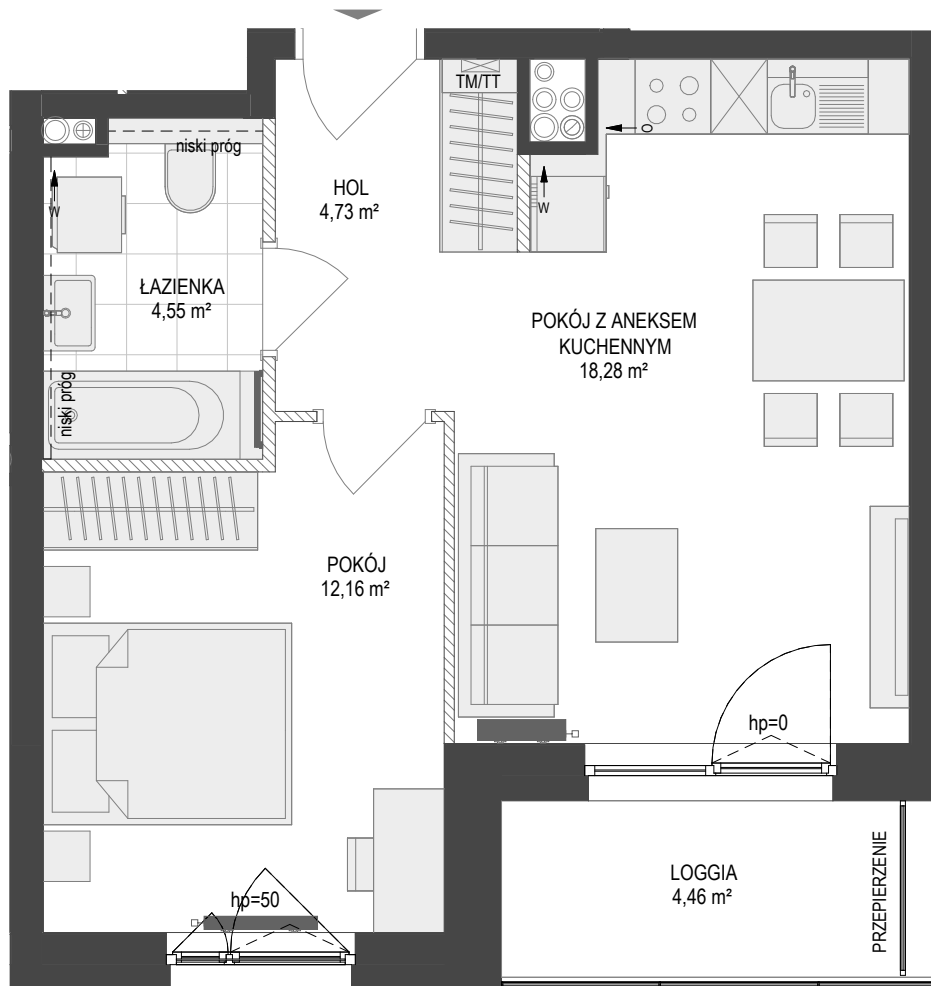 TM/TT
niski próg
O
HOL
4,73 m²
W
W
ŁAZIENKA
4,55 m²
POKÓJ Z ANEKSEM
KUCHENNYM
18,28 m²
niski próg
POKÓJ
12,16 m²
hp=0
hp=50
LOGGIA
4,46 m²
PRZEPIERZENIE